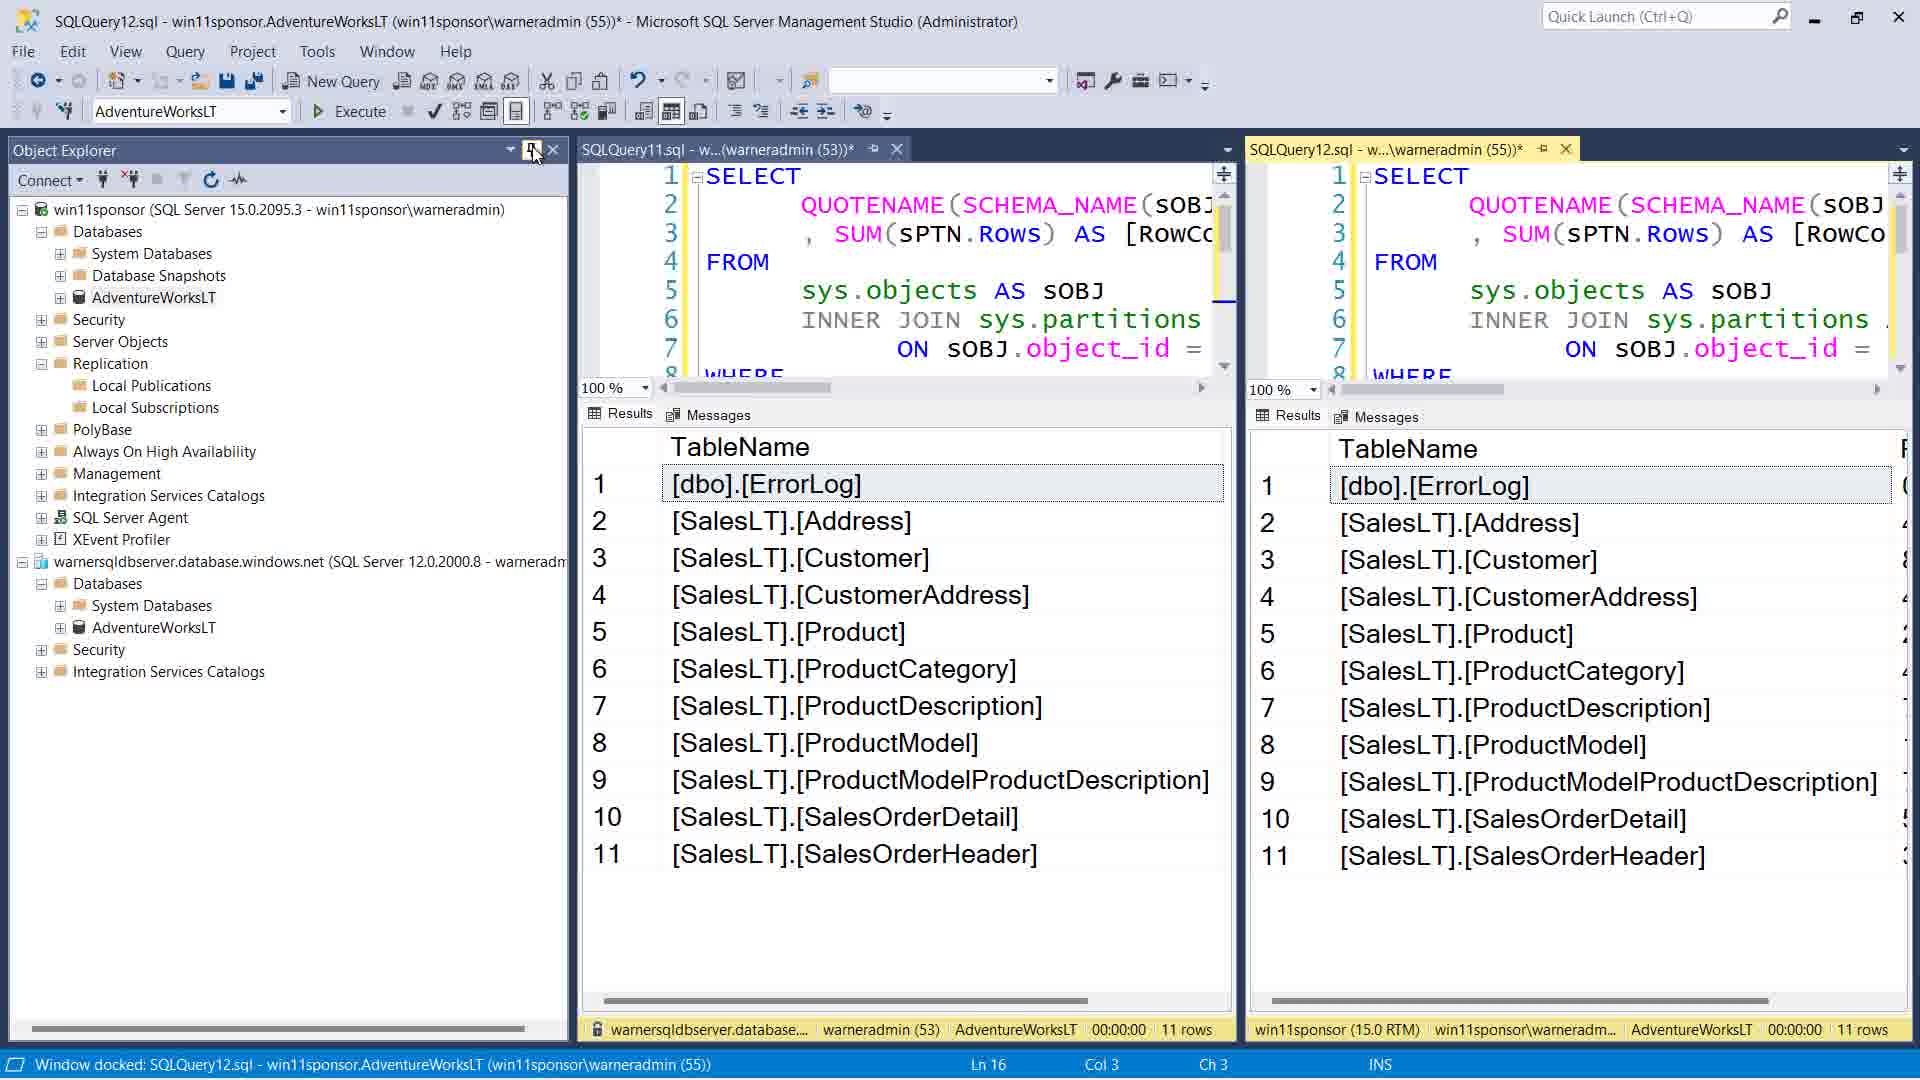 SQLQuery12.sql - win11sponsor.AdventureWorksLT (win11sponsor\warneradmin (55))* - Microsoft SQL Server Management Studio (Administrator)
Quick Launch (Ctrl+Q)
File Edit View Query Project Tools Window Help
New Query
AdventureWorksLT
Execute
Object Explorer
Connect
win11sponsor (SQL Server 15.0.2095.3 - win11sponsor\warneradmin)
Databases
System Databases
Database Snapshots
AdventureWorksLT
Security
Server Objects
Replication
Local Publications
Local Subscriptions
PolyBase
Always On High Availability
Management
Integration Services Catalogs
SQL Server Agent
XEvent Profiler
warnersqldbserver.database.windows.net (SQL Server 12.0.2000.8 - warneradm
Databases
System Databases
AdventureWorksLT
Security
Integration Services Catalogs
SQLQuery11.sql - w...(warneradmin (53))*
1 SELECT
2 QUOTENAME(SCHEMA_NAME(sOBJ
3 , SUM(sPTN.Rows) AS [RowCo
4 FROM
5 sys.objects AS sOBJ
6 INNER JOIN sys.partitions
7 ON sOBJ.object_id =
8 WHERE
100 %
Results Messages
TableName
1 [dbo].[ErrorLog]
2 [SalesLT].[Address]
3 [SalesLT].[Customer]
4 [SalesLT].[CustomerAddress]
5 [SalesLT].[Product]
6 [SalesLT].[ProductCategory]
7 [SalesLT].[ProductDescription]
8 [SalesLT].[ProductModel]
9 [SalesLT].[ProductModelProductDescription]
10 [SalesLT].[SalesOrderDetail]
11 [SalesLT].[SalesOrderHeader]
warnersqldbserver.database.... warneradmin (53) AdventureWorksLT 00:00:00 11 rows
SQLQuery12.sql - w...\warneradmin (55))*
1 SELECT
2 QUOTENAME(SCHEMA_NAME(sOBJ
3 , SUM(sPTN.Rows) AS [RowCo
4 FROM
5 sys.objects AS sOBJ
6 INNER JOIN sys.partitions
7 ON sOBJ.object_id =
8 WHERE
100 %
Results Messages
TableName
1 [dbo].[ErrorLog]
2 [SalesLT].[Address]
3 [SalesLT].[Customer]
4 [SalesLT].[CustomerAddress]
5 [SalesLT].[Product]
6 [SalesLT].[ProductCategory]
7 [SalesLT].[ProductDescription]
8 [SalesLT].[ProductModel]
9 [SalesLT].[ProductModelProductDescription]
10 [SalesLT].[SalesOrderDetail]
11 [SalesLT].[SalesOrderHeader]
win11sponsor (15.0 RTM) win11sponsor\warneradm... AdventureWorksLT 00:00:00 11 rows
Window docked: SQLQuery12.sql - win11sponsor.AdventureWorksLT (win11sponsor\warneradmin (55)) Ln 16 Col 3 Ch 3 INS